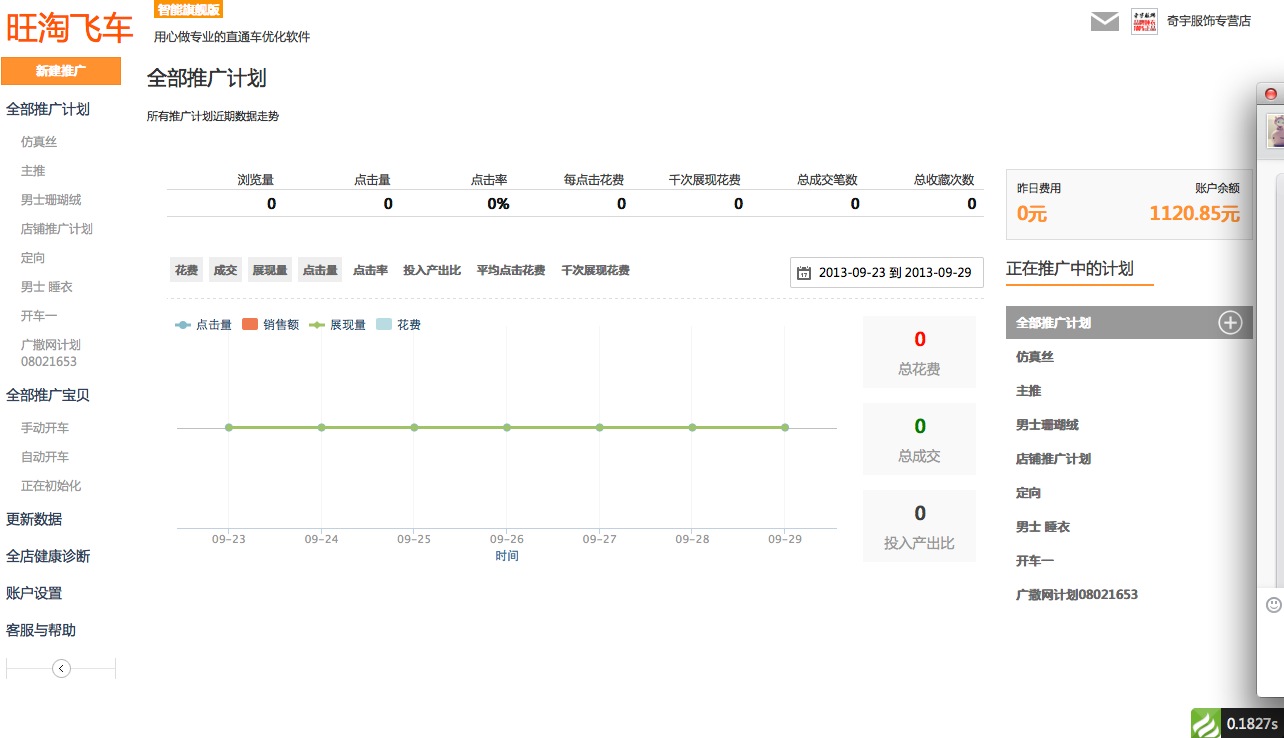 旺淘飞车
智能旗舰版
用心做专业的直通车优化软件
奇宇服饰专营店
新建推广
全部推广计划
仿真丝
主推
男士珊瑚绒
店铺推广计划
定向
男士 睡衣
开车一
广撒网计划
08021653
全部推广宝贝
手动开车
自动开车
正在初始化
更新数据
全店健康诊断
账户设置
客服与帮助
全部推广计划
所有推广计划近期数据走势
浏览量 点击量 点击率 每点击花费 千次展现花费 总成交笔数 总收藏次数
0 0 0% 0 0 0 0
花费 成交 展现量 点击量 点击率 投入产出比 平均点击花费 千次展现花费
2013-09-23 到 2013-09-29
点击量 销售额 展现量 花费
09-23 09-24 09-25 09-26 09-27 09-28 09-29
时间
0
总花费
0
总成交
0
投入产出比
昨日费用 账户余额
0元 1120.85元
正在推广中的计划
全部推广计划
仿真丝
主推
男士珊瑚绒
店铺推广计划
定向
男士 睡衣
开车一
广撒网计划08021653
0.1827s